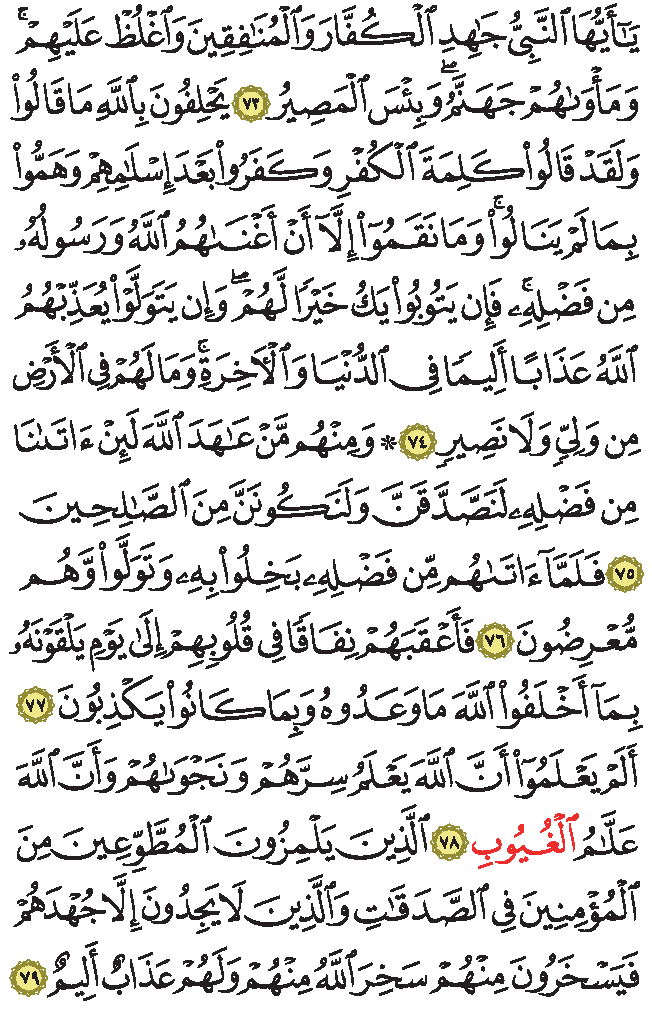 يَـٰٓأَيُّهَا ٱلنَّبِىُّ جَـٰهِدِ ٱلْكُفَّارَ وَٱلْمُنَـٰفِقِينَ وَٱغْلُظْ عَلَيْهِمْ ۚ
وَمَأْوَىٰهُمْ جَهَنَّمُ ۖ وَبِئْسَ ٱلْمَصِيرُ ٧٣ يَحْلِفُونَ بِٱللَّهِ مَا قَالُوا۟
وَلَقَدْ قَالُوا۟ كَلِمَةَ ٱلْكُفْرِ وَكَفَرُوا۟ بَعْدَ إِسْلَـٰمِهِمْ وَهَمُّوا۟
بِمَا لَمْ يَنَالُوا۟ ۚ وَمَا نَقَمُوٓا۟ إِلَّآ أَنْ أَغْنَىٰهُمُ ٱللَّهُ وَرَسُولُهُۥ
مِن فَضْلِهِۦ ۚ فَإِن يَتُوبُوا۟ يَكُ خَيْرًا لَّهُمْ ۖ وَإِن يَتَوَلَّوْا۟ يُعَذِّبْهُمُ
ٱللَّهُ عَذَابًا أَلِيمًا فِى ٱلدُّنْيَا وَٱلْـَٔاخِرَةِ ۚ وَمَا لَهُمْ فِى ٱلْأَرْضِ
مِن وَلِىٍّ وَلَا نَصِيرٍ ٧٤ ۞ وَمِنْهُم مَّنْ عَـٰهَدَ ٱللَّهَ لَئِنْ ءَاتَىٰنَا
مِن فَضْلِهِۦ لَنَصَّدَّقَنَّ وَلَنَكُونَنَّ مِنَ ٱلصَّـٰلِحِينَ
٧٥ فَلَمَّآ ءَاتَىٰهُم مِّن فَضْلِهِۦ بَخِلُوا۟ بِهِۦ وَتَوَلَّوا۟ وَّهُم
مُّعْرِضُونَ ٧٦ فَأَعْقَبَهُمْ نِفَاقًا فِى قُلُوبِهِمْ إِلَىٰ يَوْمِ يَلْقَوْنَهُۥ
بِمَآ أَخْلَفُوا۟ ٱللَّهَ مَا وَعَدُوهُ وَبِمَا كَانُوا۟ يَكْذِبُونَ ٧٧
أَلَمْ يَعْلَمُوٓا۟ أَنَّ ٱللَّهَ يَعْلَمُ سِرَّهُمْ وَنَجْوَىٰهُمْ وَأَنَّ ٱللَّهَ
عَلَّـٰمُ ٱلْغُيُوبِ ٧٨ ٱلَّذِينَ يَلْمِزُونَ ٱلْمُطَّوِّعِينَ مِنَ
ٱلْمُؤْمِنِينَ فِى ٱلصَّدَقَـٰتِ وَٱلَّذِينَ لَا يَجِدُونَ إِلَّا جُهْدَهُمْ
فَيَسْخَرُونَ مِنْهُمْ ۙ سَخِرَ ٱللَّهُ مِنْهُمْ وَلَهُمْ عَذَابٌ أَلِيمٌ ٧٩